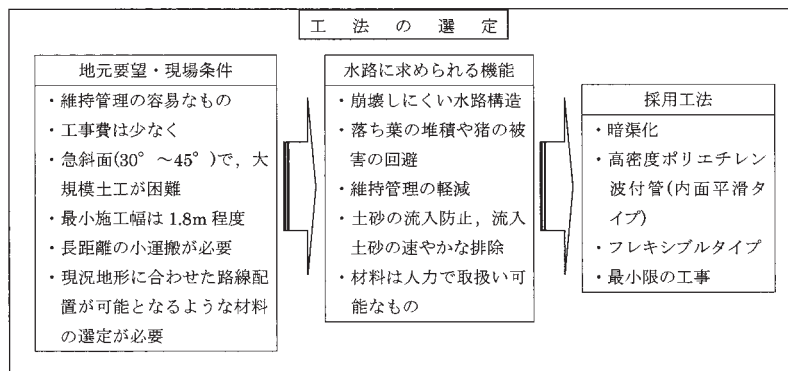 工法の選定
地元要望・現場条件
・維持管理の容易なもの
・工事費は少なく
・急斜面(30°～45°)で，大
規模土工が困難
・最小施工幅は 1.8m 程度
・長距離の小運搬が必要
・現況地形に合わせた路線配
置が可能となるような材料
の選定が必要
水路に求められる機能
・崩壊しにくい水路構造
・落ち葉の堆積や猪の被
害の回避
・維持管理の軽減
・土砂の流入防止，流入
土砂の速やかな排除
・材料は人力で取扱い可
能なもの
採用工法
・暗渠化
・高密度ポリエチレン
波付管(内面平滑タ
イプ)
・フレキシブルタイプ
・最小限の工事